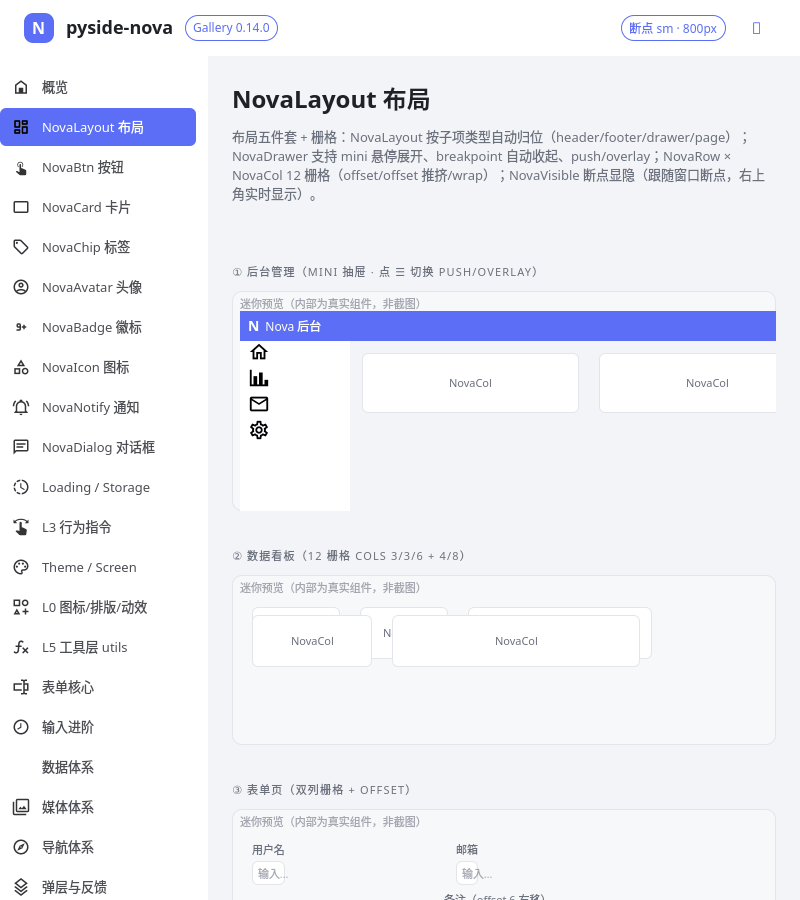 N pyside-nova Gallery 0.14.0 断点 sm · 800px
概览
NovaLayout 布局
NovaBtn 按钮
NovaCard 卡片
NovaChip 标签
NovaAvatar 头像
NovaBadge 徽标
NovaIcon 图标
NovaNotify 通知
NovaDialog 对话框
Loading / Storage
L3 行为指令
Theme / Screen
L0 图标/排版/动效
L5 工具层 utils
表单核心
输入进阶
数据体系
媒体体系
导航体系
弹层与反馈
9+
NovaLayout 布局
布局五件套 + 栅格：NovaLayout 按子项类型自动归位（header/footer/drawer/page）；
NovaDrawer 支持 mini 悬停展开、breakpoint 自动收起、push/overlay；NovaRow ×
NovaCol 12 栅格（offset/offset 推挤/wrap）；NovaVisible 断点显隐（跟随窗口断点，右上
角实时显示）。
① 后台管理（MINI 抽屉 · 点 ☰ 切换 PUSH/OVERLAY）
迷你预览（内部为真实组件，非截图）
N Nova 后台
NovaCol NovaCol
② 数据看板（12 栅格 COLS 3/3/6 + 4/8）
迷你预览（内部为真实组件，非截图）
NovaCol N NovaCol
③ 表单页（双列栅格 + OFFSET）
迷你预览（内部为真实组件，非截图）
用户名 邮箱
输入... 输入...
备注（offset 6 右移）